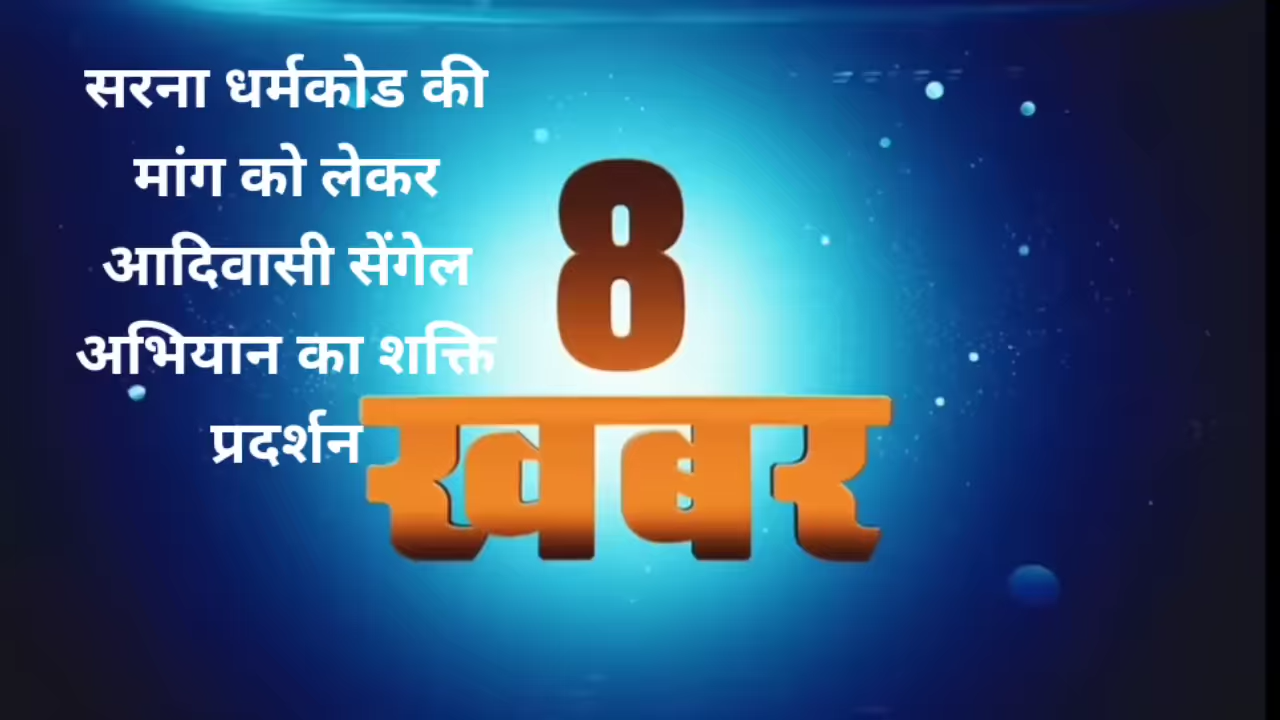 सरना धर्मकोड की
मांग को लेकर
आदिवासी सेंगेल
अभियान का शक्ति
प्रदर्शन
8
खबर